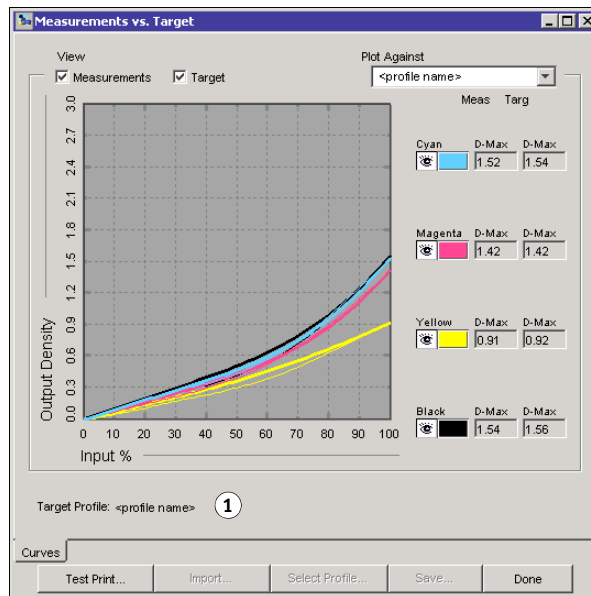 Measurements vs. Target
View
Plot Against
Measurements Target
<profile name>
Meas Targ
3.0
2.7
2.4
2.1
1.8
1.5
1.2
0.9
0.6
0.3
0.0
Output Density
0 10 20 30 40 50 60 70 80 90 100
Input %
Cyan D-Max D-Max
1.52 1.54
Magenta D-Max D-Max
1.42 1.42
Yellow D-Max D-Max
0.91 0.92
Black D-Max D-Max
1.54 1.56
Target Profile: <profile name> 1
Curves
Test Print... Import... Select Profile... Save... Done